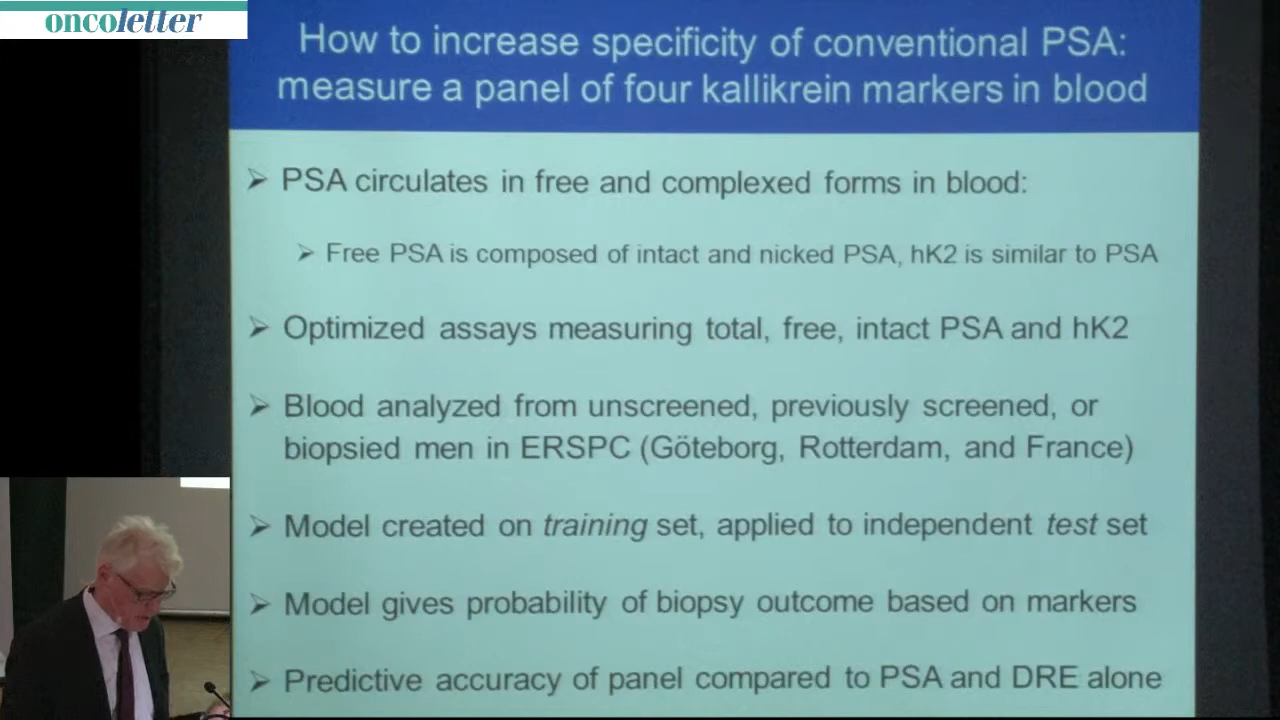 oncoletter
How to increase specificity of conventional PSA:
measure a panel of four kallikrein markers in blood
PSA circulates in free and complexed forms in blood:
Free PSA is composed of intact and nicked PSA, hK2 is similar to PSA
Optimized assays measuring total, free, intact PSA and hK2
Blood analyzed from unscreened, previously screened, or
biopsied men in ERSPC (Göteborg, Rotterdam, and France)
Model created on training set, applied to independent test set
Model gives probability of biopsy outcome based on markers
Predictive accuracy of panel compared to PSA and DRE alone